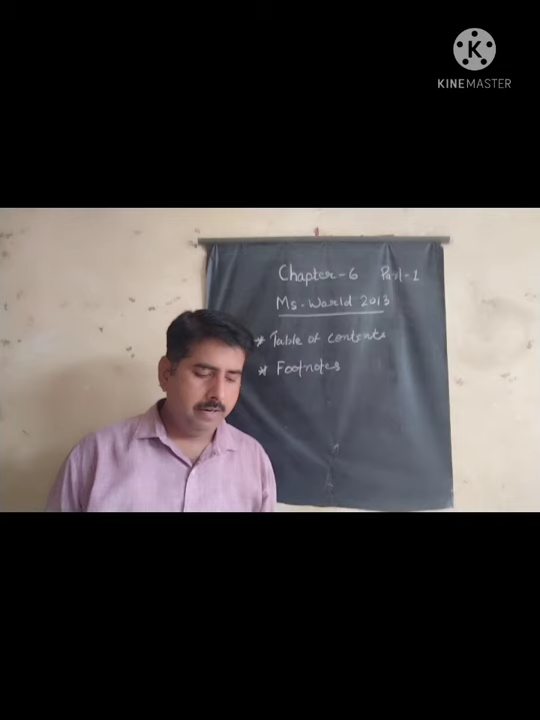 KINEMASTER
Chapter-6 Part-1
Ms-World 2013
* Table of contents
* Footnotes